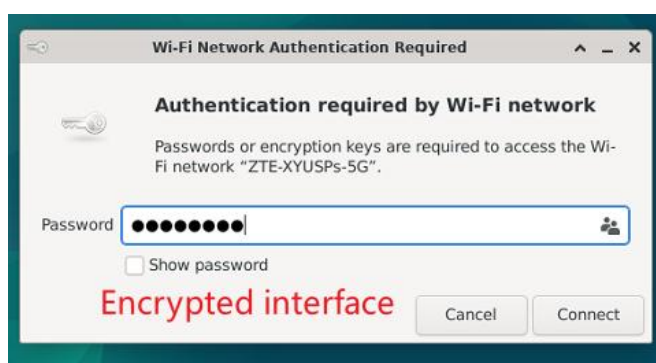 Wi-Fi Network Authentication Required
Authentication required by Wi-Fi network
Passwords or encryption keys are required to access the Wi-
Fi network “ZTE-XYUSPs-5G”.
Password ●●●●●●●●
Show password
Encrypted interface
Cancel Connect